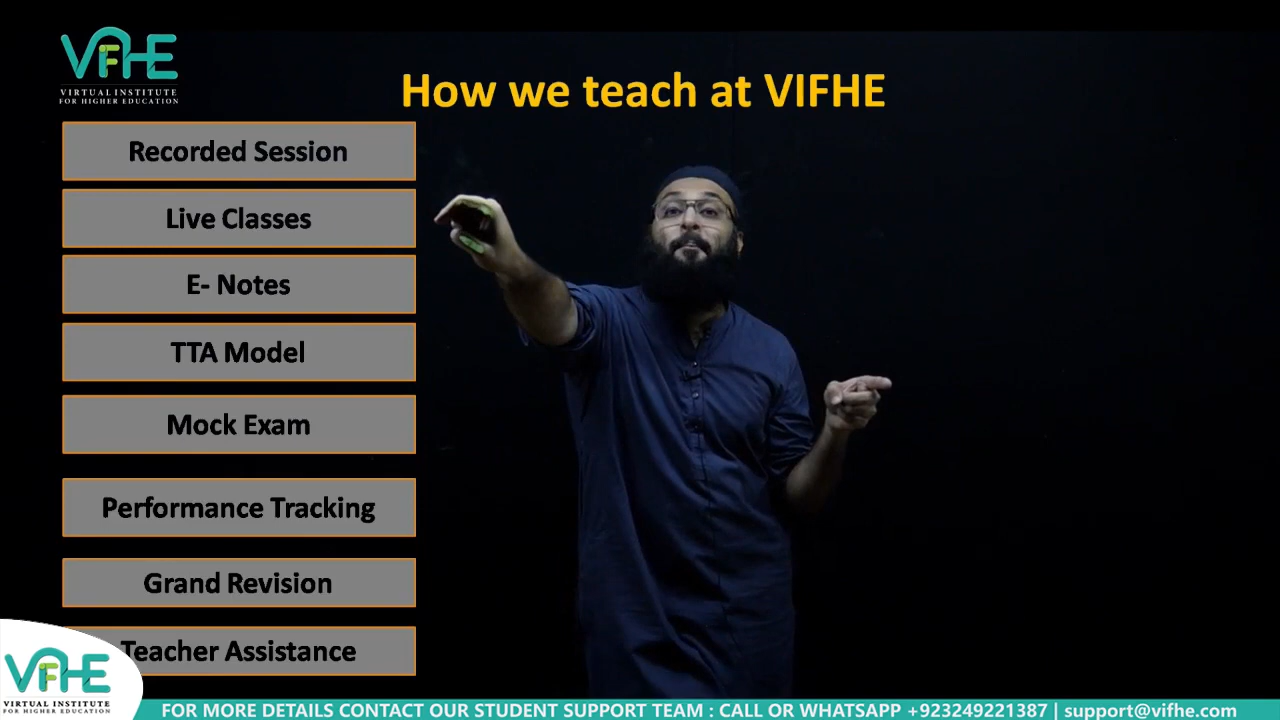 VIFHE
VIRTUAL INSTITUTE
FOR HIGHER EDUCATION
How we teach at VIFHE
Recorded Session
Live Classes
E- Notes
TTA Model
Mock Exam
Performance Tracking
Grand Revision
Teacher Assistance
VIFHE
VIRTUAL INSTITUTE
FOR HIGHER EDUCATION
FOR MORE DETAILS CONTACT OUR STUDENT SUPPORT TEAM : CALL OR WHATSAPP +923249221387 | support@vifhe.com